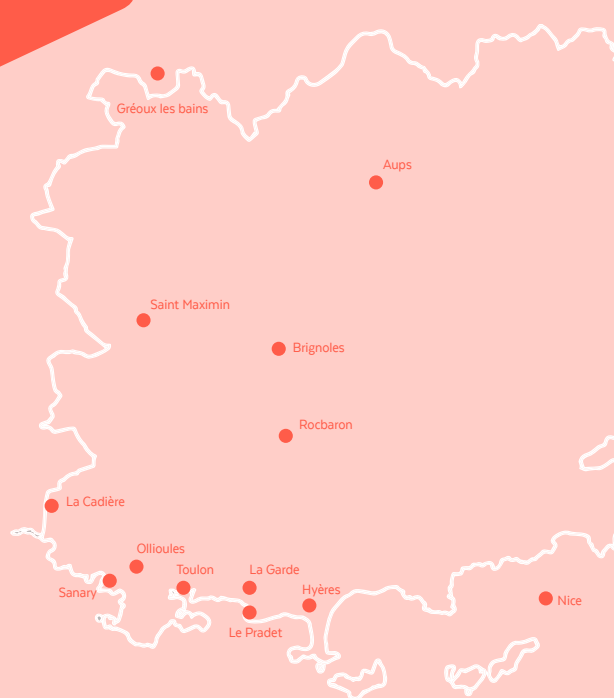 Gréoux les bains
Aups
Saint Maximin
Brignoles
Rocbaron
La Cadière
Ollioules
Toulon
La Garde
Sanary
Hyères
Nice
Le Pradet